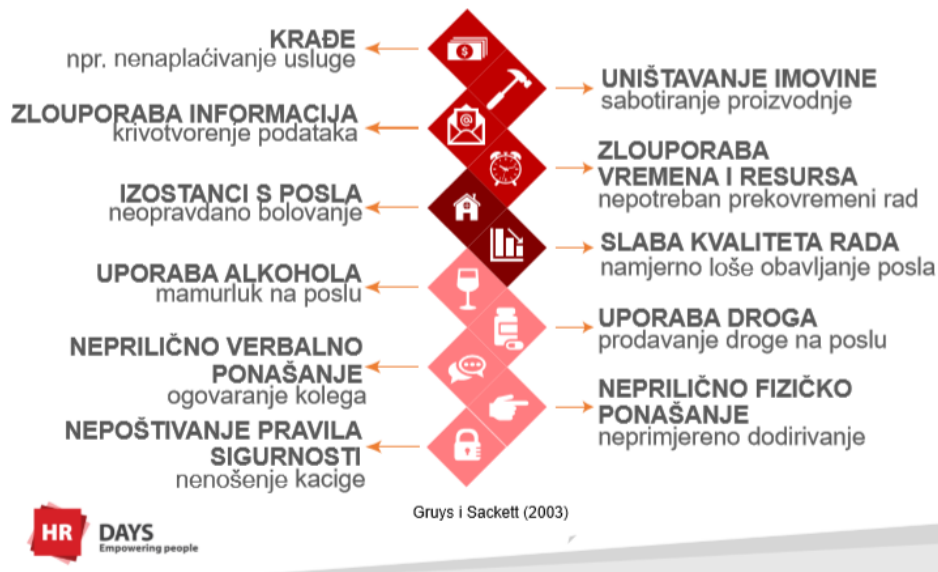 KRAĐE
npr. nenaplaćivanje usluge
UNIŠTAVANJE IMOVINE
sabotiranje proizvodnje
ZLOUPORABA INFORMACIJA
krivotvorenje podataka
ZLOUPORABA
VREMENA I RESURSA
nepotreban prekovremeni rad
IZOSTANCI S POSLA
neopravdano bolovanje
SLABA KVALITETA RADA
namjerno loše obavljanje posla
UPORABA ALKOHOLA
mamurluk na poslu
UPORABA DROGA
prodavanje droge na poslu
NEPRILIČNO VERBALNO
PONAŠANJE
ogovaranje kolega
NEPRILIČNO FIZIČKO
PONAŠANJE
neprimjereno dodirivanje
NEPOŠTIVANJE PRAVILA
SIGURNOSTI
nenošenje kacige
Gruys i Sackett (2003)
HR DAYS
Empowering people